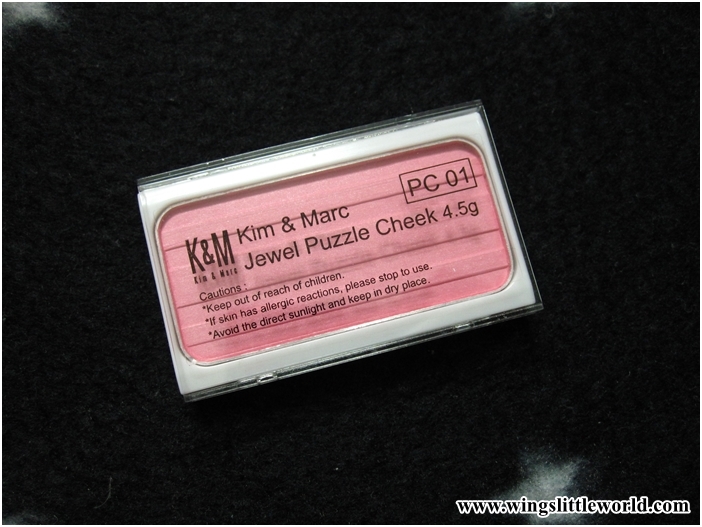 PC 01
K&M
Kim & Marc
Kim & Marc
Jewel Puzzle Cheek 4.5g
Cautions :
*Keep out of reach of children.
*If skin has allergic reactions, please stop to use.
*Avoid the direct sunlight and keep in dry place.
www.wingslittleworld.com